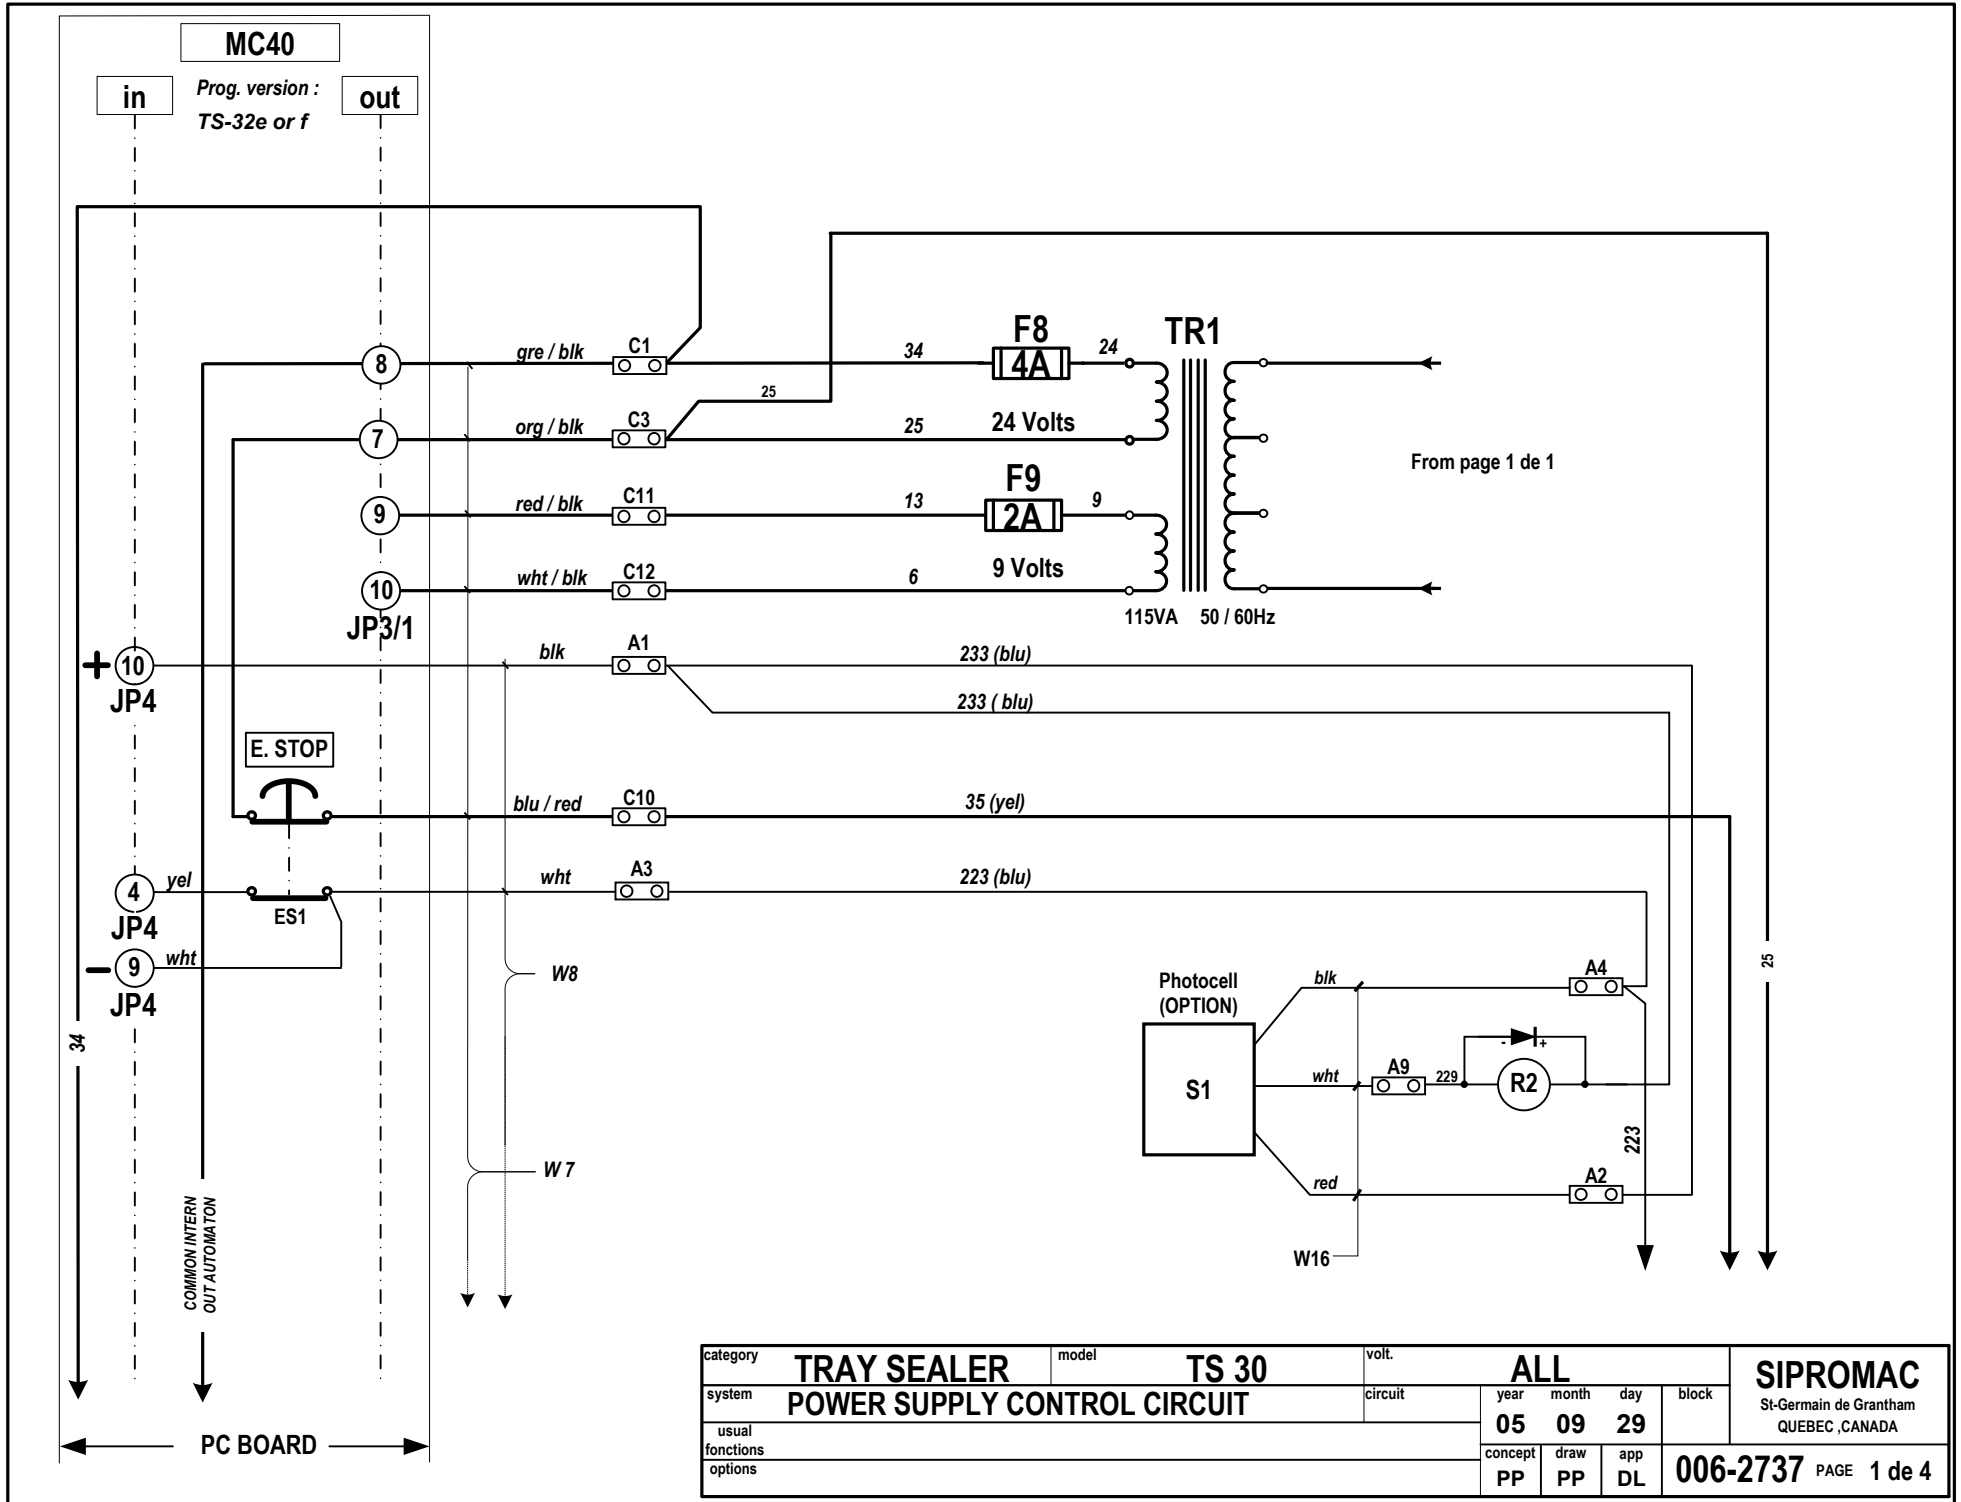 MC40
in
Prog. version :
TS-32e or f
out
F8
TR1
8
gre / blk
C1
34
4A
24
25
7
org / blk
C3
25
24 Volts
From page 1 de 1
F9
9
red / blk
C11
13
2A
9
10
wht / blk
C12
6
9 Volts
JP3/1
115VA
50 / 60Hz
+
10
JP4
blk
A1
233 (blu)
233 ( blu)
E. STOP
blu / red
C10
35 (yel)
4
yel
JP4
ES1
wht
A3
223 (blu)
-
9
wht
JP4
W8
34
25
Photocell
(OPTION)
blk
A4
- +
S1
wht
A9
229
R2
223
W 7
red
A2
W16
COMMON INTERN
OUT AUTOMATON
PC BOARD
category
TRAY SEALER
model
TS 30
volt.
ALL
SIPROMAC
St-Germain de Grantham
QUEBEC ,CANADA
system
POWER SUPPLY CONTROL CIRCUIT
circuit
year month day block
05 09 29
usual
fonctions
options
concept draw app
PP PP DL
006-2737 PAGE 1 de 4